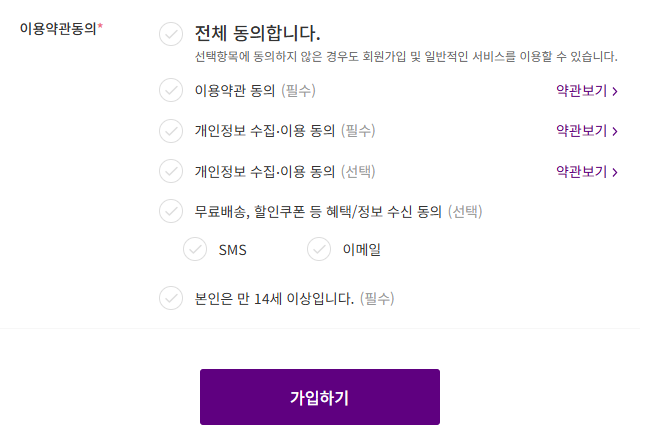 이용약관동의*
전체 동의합니다.
선택항목에 동의하지 않은 경우도 회원가입 및 일반적인 서비스를 이용할 수 있습니다.
이용약관 동의 (필수) 약관보기 >
개인정보 수집·이용 동의 (필수) 약관보기 >
개인정보 수집·이용 동의 (선택) 약관보기 >
무료배송, 할인쿠폰 등 혜택/정보 수신 동의 (선택)
SMS 이메일
본인은 만 14세 이상입니다. (필수)
가입하기